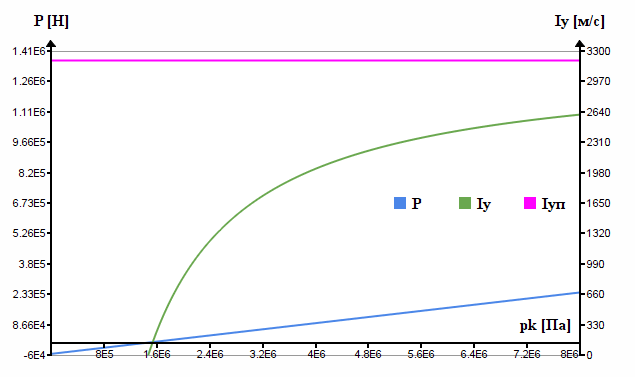 P [H] Iу [м/с]
1.41E6 3300
1.26E6 2970
1.11E6 2640
9.66E5 2310
8.2E5 1980
6.73E5 P Iу Iуп 1650
5.26E5 1320
3.8E5 990
2.33E5 660
8.66E4 pk [Па] 330
-6E4 8E5 1.6E6 2.4E6 3.2E6 4E6 4.8E6 5.6E6 6.4E6 7.2E6 8E6 0